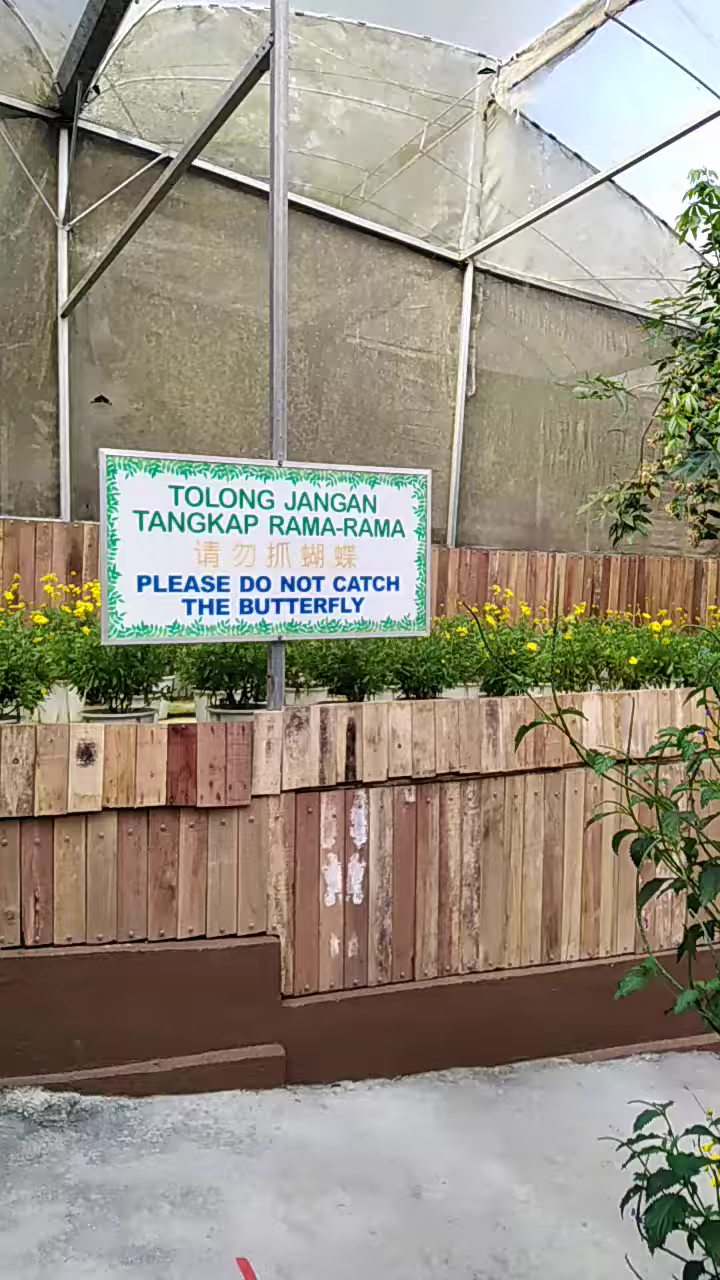 TOLONG JANGAN
TANGKAP RAMA-RAMA
请勿抓蝴蝶
PLEASE DO NOT CATCH
THE BUTTERFLY